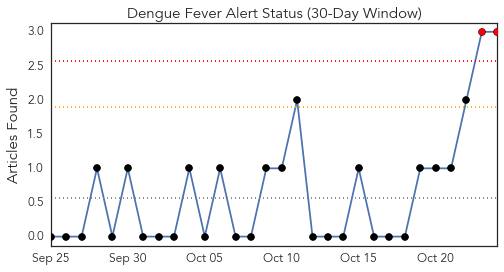 Dengue Fever Alert Status (30-Day Window)
Articles Found
3.0
2.5
2.0
1.5
1.0
0.5
0.0
Sep 25 Sep 30 Oct 05 Oct 10 Oct 15 Oct 20